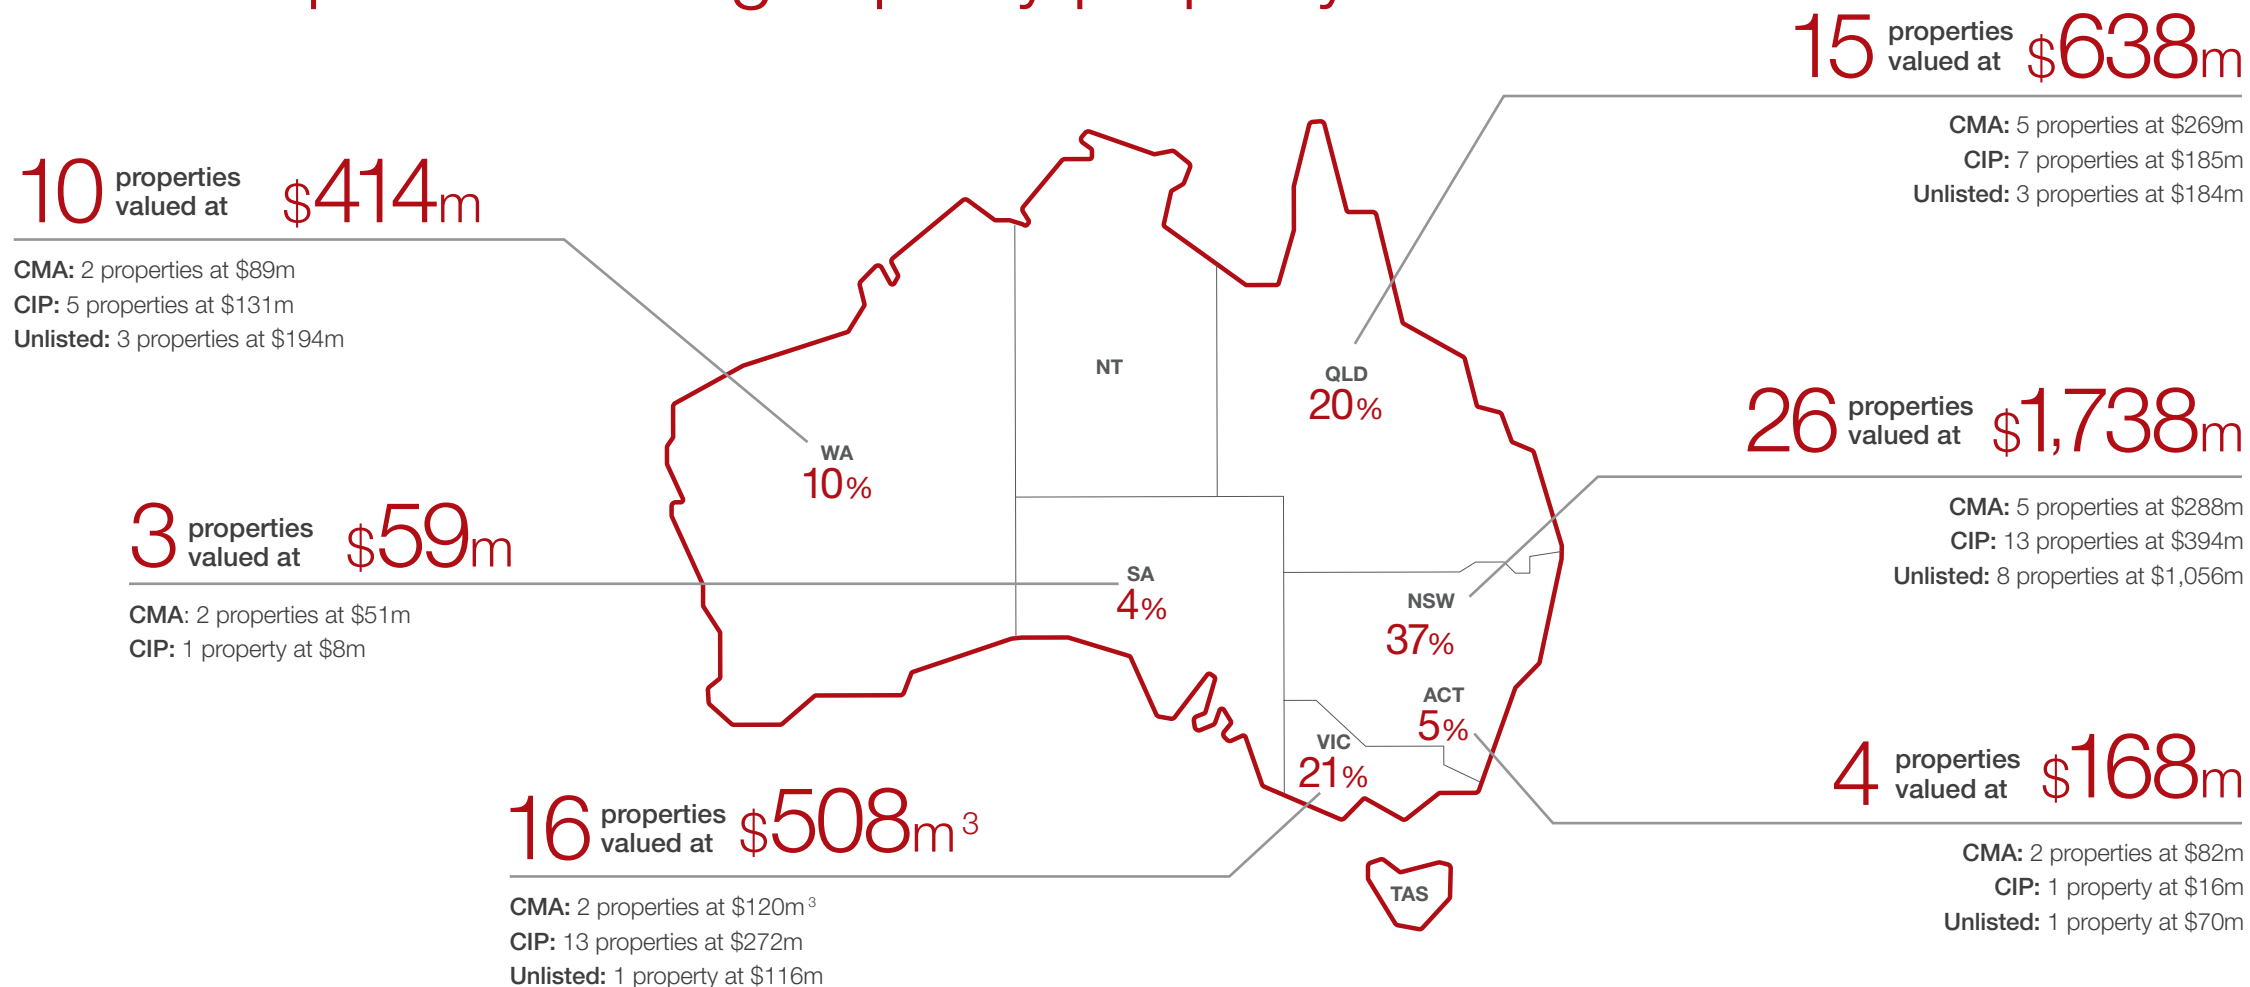 15 properties valued at $638m
CMA: 5 properties at $269m
CIP: 7 properties at $185m
Unlisted: 3 properties at $184m
10 properties valued at $414m
CMA: 2 properties at $89m
CIP: 5 properties at $131m
Unlisted: 3 properties at $194m
NT
QLD
20%
26 properties valued at $1,738m
CMA: 5 properties at $288m
CIP: 13 properties at $394m
Unlisted: 8 properties at $1,056m
WA
10%
3 properties valued at $59m
CMA: 2 properties at $51m
CIP: 1 property at $8m
SA
4%
NSW
37%
ACT
5%
VIC
21%
4 properties valued at $168m
CMA: 2 properties at $82m
CIP: 1 property at $16m
Unlisted: 1 property at $70m
16 properties valued at $508m³
CMA: 2 properties at $120m³
CIP: 13 properties at $272m
Unlisted: 1 property at $116m
TAS